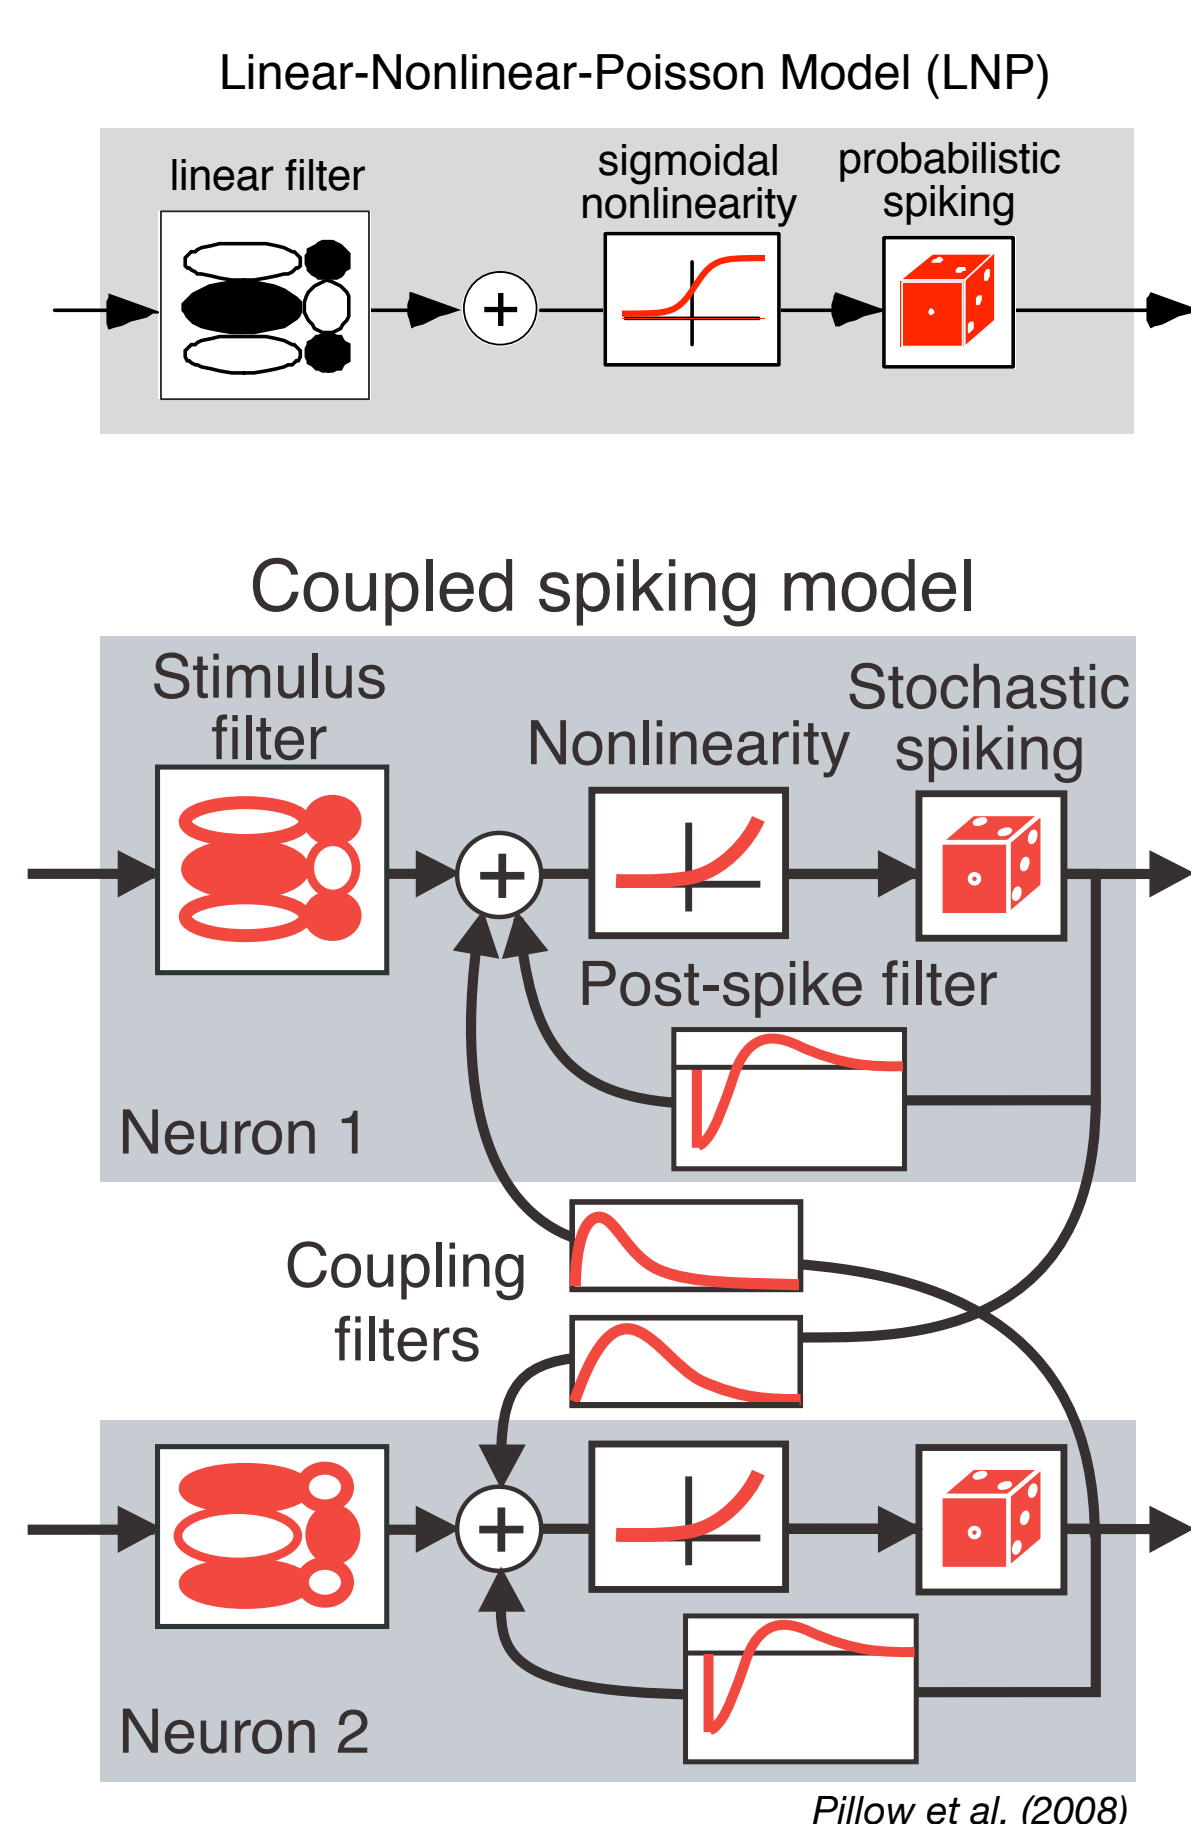 Linear-Nonlinear-Poisson Model (LNP)
linear filter
sigmoidal
nonlinearity
probabilistic
spiking
+
Coupled spiking model
Stimulus
filter
Nonlinearity
Stochastic
spiking
+
Post-spike filter
Neuron 1
Coupling
filters
+
Neuron 2
Pillow et al. (2008)